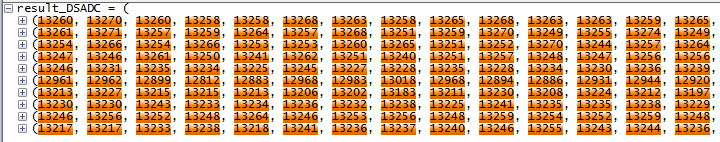 result_DSADC = (
(13260, 13270, 13260, 13258, 13258, 13268, 13263, 13258, 13265, 13268, 13263, 13263, 13259, 13265,
(13261, 13271, 13257, 13259, 13264, 13257, 13268, 13251, 13259, 13270, 13249, 13255, 13274, 13249,
(13254, 13266, 13254, 13266, 13253, 13253, 13260, 13265, 13251, 13252, 13270, 13244, 13257, 13264,
(13247, 13246, 13261, 13250, 13241, 13262, 13251, 13240, 13251, 13257, 13248, 13247, 13256, 13256,
(13246, 13231, 13235, 13234, 13225, 13245, 13227, 13228, 13235, 13228, 13234, 13230, 13236, 13239,
(12961, 12962, 12899, 12812, 12883, 12968, 12983, 13018, 12968, 12894, 12886, 12931, 12944, 12920,
(13213, 13227, 13215, 13215, 13213, 13206, 13202, 13183, 13211, 13230, 13208, 13224, 13212, 13197,
(13230, 13230, 13243, 13233, 13234, 13236, 13232, 13238, 13225, 13241, 13235, 13235, 13238, 13229,
(13246, 13256, 13252, 13248, 13264, 13246, 13253, 13256, 13248, 13259, 13254, 13252, 13259, 13248,
(13217, 13217, 13233, 13238, 13218, 13241, 13236, 13237, 13240, 13246, 13255, 13243, 13244, 13236,